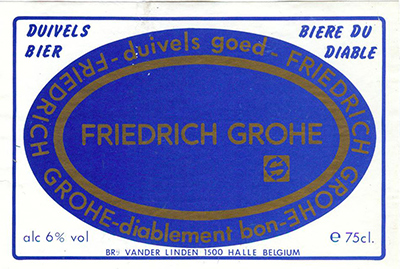 DUIVELS
BIER
BIERE DU
DIABLE
FRIEDRICH - duivels goed - FRIEDRICH
GROHE - diablement bon - GROHE
FRIEDRICH GROHE
alc 6% vol
℮ 75cl.
BRY VANDER LINDEN 1500 HALLE BELGIUM